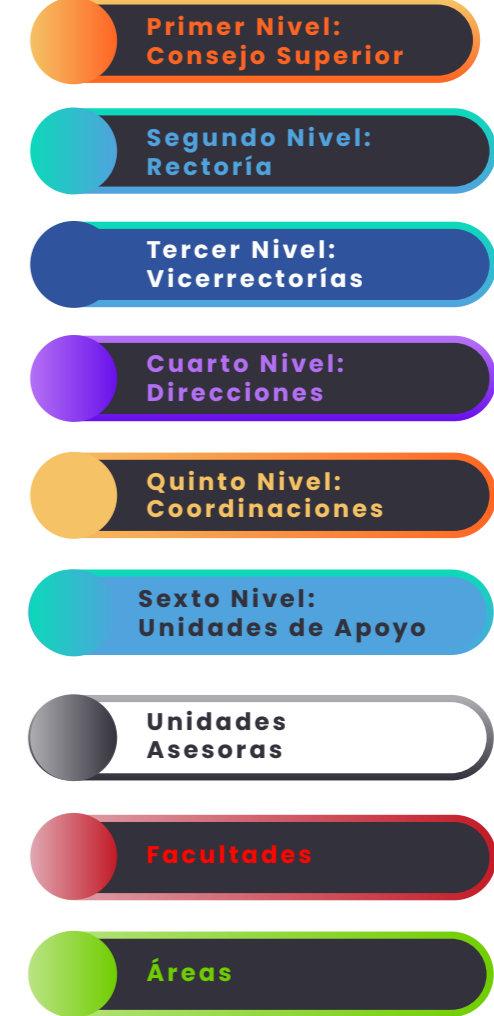 Primer Nivel:
Consejo Superior
Segundo Nivel:
Rectoría
Tercer Nivel:
Vicerrectorías
Cuarto Nivel:
Direcciones
Quinto Nivel:
Coordinaciones
Sexto Nivel:
Unidades de Apoyo
Unidades
Asesoras
Facultades
Áreas